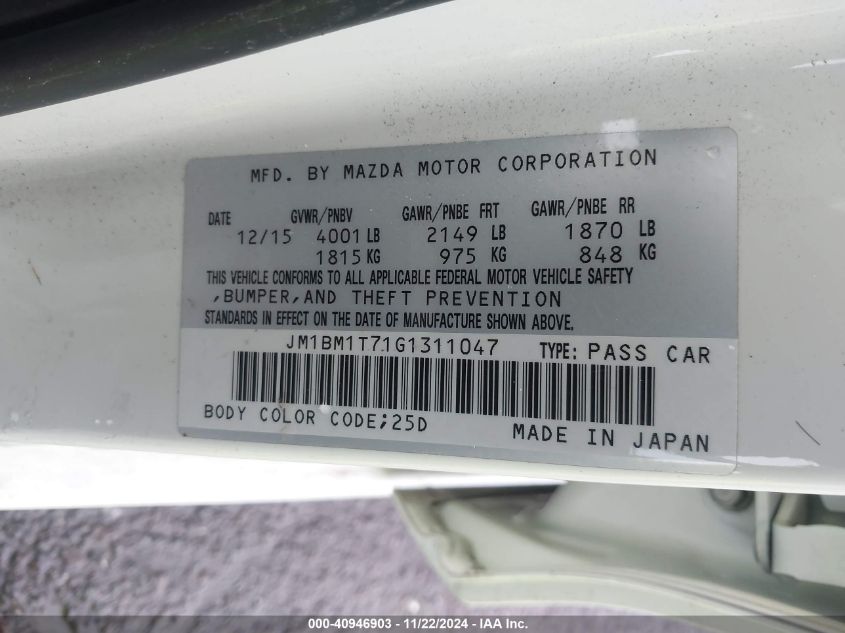 MFD. BY MAZDA MOTOR CORPORATION
DATE GVWR/PNBV GAWR/PNBE FRT GAWR/PNBE RR
12/15 4001 LB 2149 LB 1870 LB
1815 KG 975 KG 848 KG
THIS VEHICLE CONFORMS TO ALL APPLICABLE FEDERAL MOTOR VEHICLE SAFETY
,BUMPER,AND THEFT PREVENTION
STANDARDS IN EFFECT ON THE DATE OF MANUFACTURE SHOWN ABOVE.
JM1BM1T71G1311047 TYPE: PASS CAR
BODY COLOR CODE;25D
MADE IN JAPAN
000-40946903 - 11/22/2024 - IAA Inc.